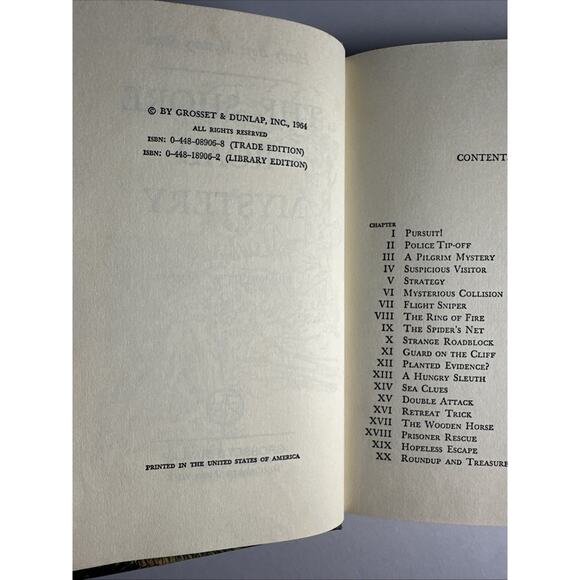 © BY GROSSET & DUNLAP, INC., 1964
ALL RIGHTS RESERVED
ISBN: 0-448-08906-8 (TRADE EDITION)
ISBN: 0-448-18906-2 (LIBRARY EDITION)
PRINTED IN THE UNITED STATES OF AMERICA
CONTENTS
CHAPTER
I PURSUIT!
II POLICE TIP-OFF
III A PILGRIM MYSTERY
IV SUSPICIOUS VISITOR
V STRATEGY
VI MYSTERIOUS COLLISION
VII FLIGHT SNIPER
VIII THE RING OF FIRE
IX THE SPIDER'S NET
X STRANGE ROADBLOCK
XI GUARD ON THE CLIFF
XII PLANTED EVIDENCE?
XIII A HUNGRY SLEUTH
XIV SEA CLUES
XV DOUBLE ATTACK
XVI RETREAT TRICK
XVII THE WOODEN HORSE
XVIII PRISONER RESCUE
XIX HOPELESS ESCAPE
XX ROUNDUP AND TREASURE